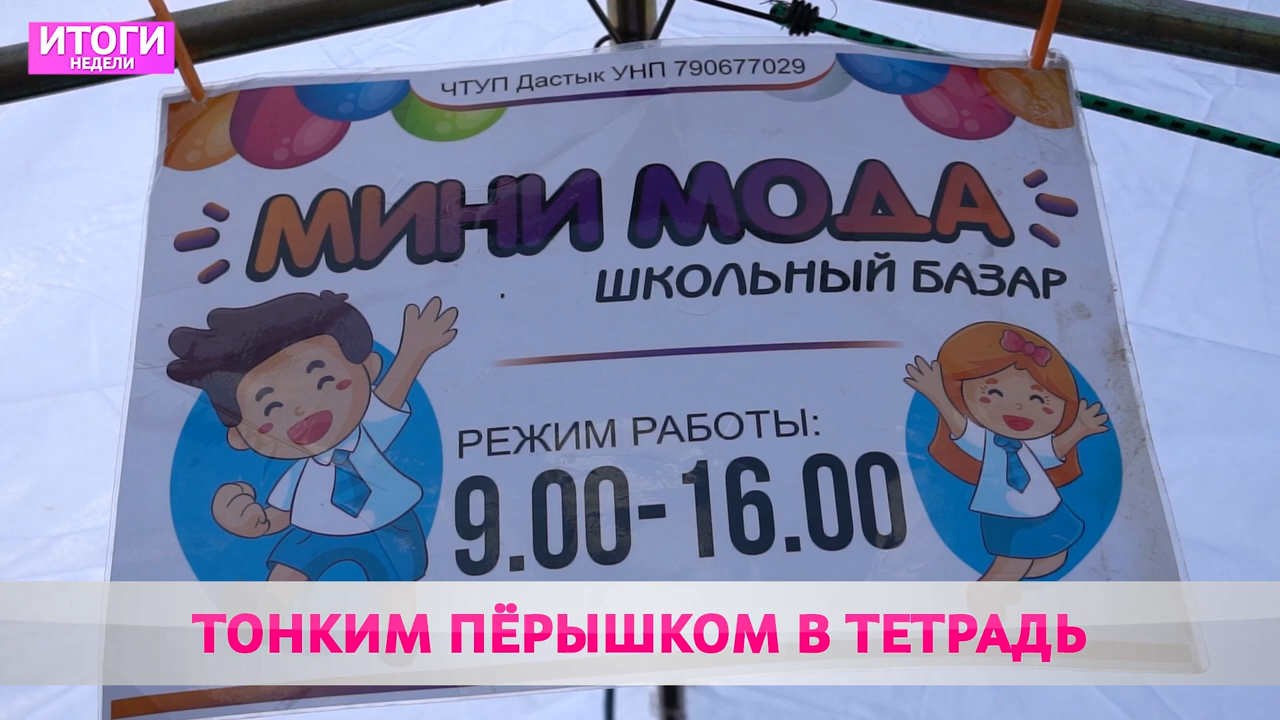 ИТОГИ
НЕДЕЛИ
ЧТУП Дастык УНП 790677029
МИНИ МОДА
ШКОЛЬНЫЙ БАЗАР
РЕЖИМ РАБОТЫ:
9.00-16.00
ТОНКИМ ПЁРЫШКОМ В ТЕТРАДЬ